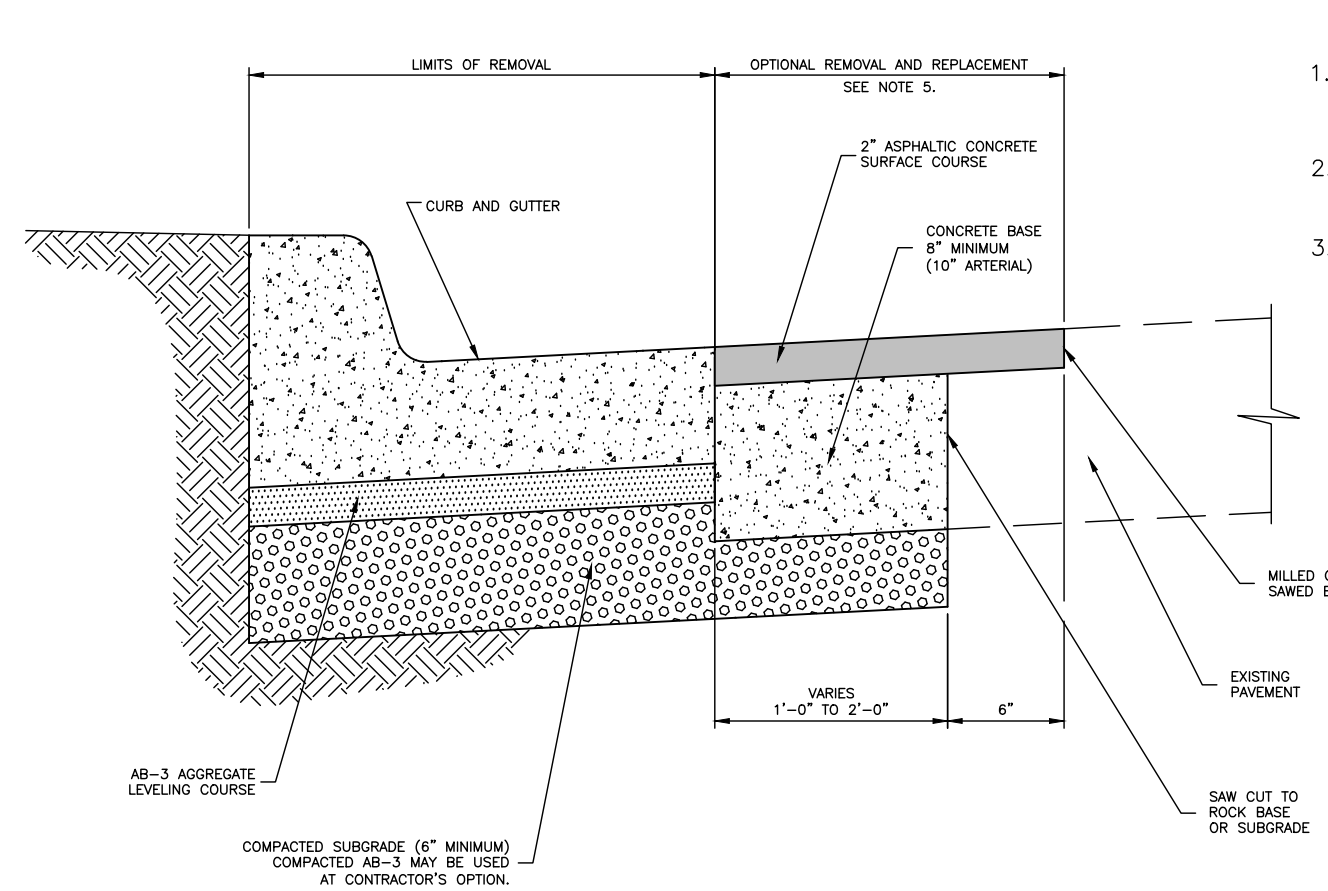 LIMITS OF REMOVAL
OPTIONAL REMOVAL AND REPLACEMENT
SEE NOTE 5.
1.
2.
3.
2" ASPHALTIC CONCRETE
SURFACE COURSE
CURB AND GUTTER
CONCRETE BASE
8" MINIMUM
(10" ARTERIAL)
MILLED
SAWED
EXISTING
PAVEMENT
VARIES
1'-0" TO 2'-0"
6"
AB-3 AGGREGATE
LEVELING COURSE
SAW CUT TO
ROCK BASE
OR SUBGRADE
COMPACTED SUBGRADE (6" MINIMUM)
COMPACTED AB-3 MAY BE USED
AT CONTRACTOR'S OPTION.